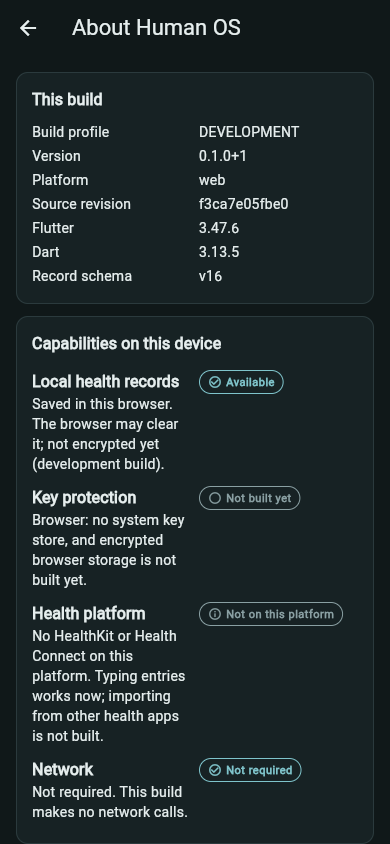 About Human OS
This build
Build profile DEVELOPMENT
Version 0.1.0+1
Platform web
Source revision f3ca7e05fbe0
Flutter 3.47.6
Dart 3.13.5
Record schema v16
Capabilities on this device
Local health records Available
Saved in this browser.
The browser may clear
it; not encrypted yet
(development build).
Key protection Not built yet
Browser: no system key
store, and encrypted
browser storage is not
built yet.
Health platform Not on this platform
No HealthKit or Health
Connect on this
platform. Typing entries
works now; importing
from other health apps
is not built.
Network Not required
Not required. This build
makes no network calls.